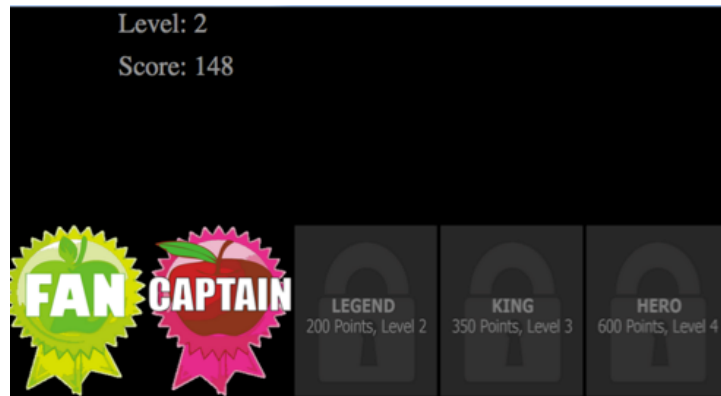 Level: 2
Score: 148
FAN
CAPTAIN
LEGEND
200 Points, Level 2
KING
350 Points, Level 3
HERO
600 Points, Level 4